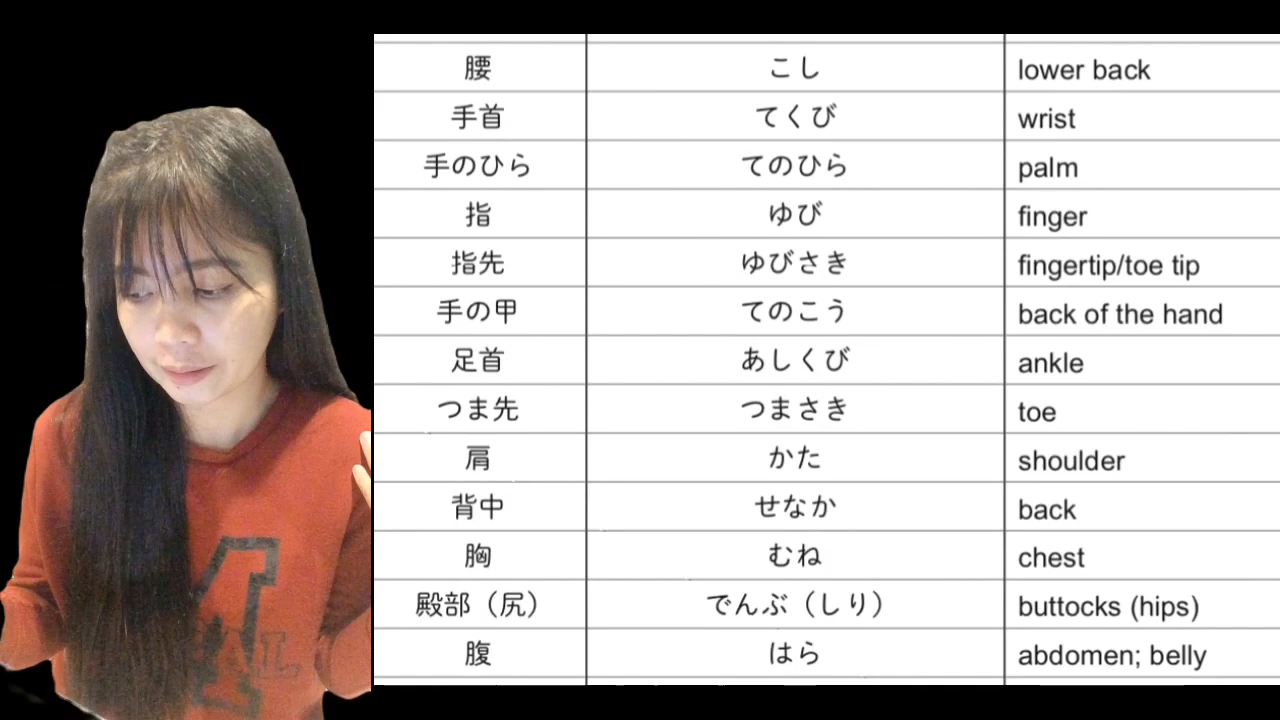 腰 こし lower back
手首 てくび wrist
手のひら てのひら palm
指 ゆび finger
指先 ゆびさき fingertip/toe tip
手の甲 てのこう back of the hand
足首 あしくび ankle
つま先 つまさき toe
肩 かた shoulder
背中 せなか back
胸 むね chest
殿部（尻） でんぶ（しり） buttocks (hips)
腹 はら abdomen; belly